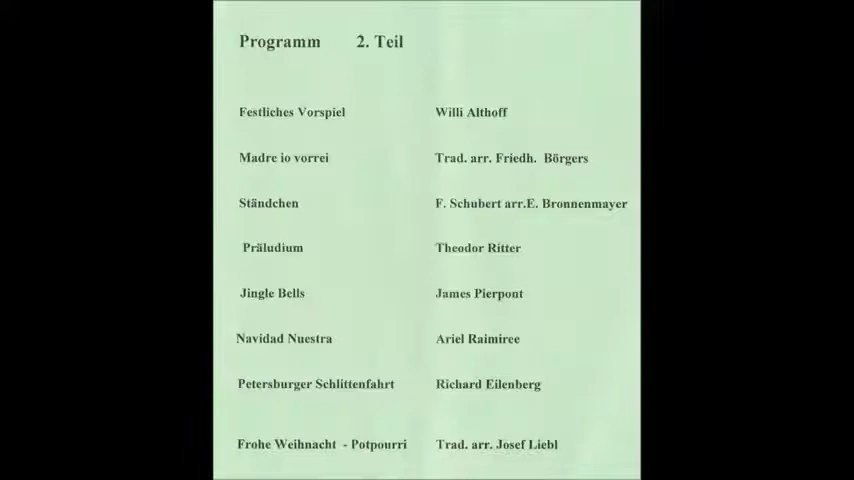 Programm 2. Teil
Festliches Vorspiel Willi Althoff
Madre io vorrei Trad. arr. Friedh. Börgers
Ständchen F. Schubert arr.E. Bronnenmayer
Präludium Theodor Ritter
Jingle Bells James Pierpont
Navidad Nuestra Ariel Raimiree
Petersburger Schlittenfahrt Richard Eilenberg
Frohe Weihnacht - Potpourri Trad. arr. Josef Liebl